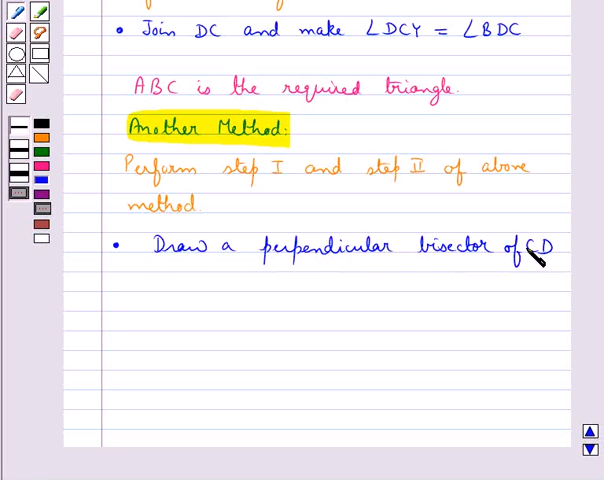 • Join DC and make ∠DCY = ∠BDC
ABC is the required triangle.
Another Method:
Perform step I and step II of above
method.
• Draw a perpendicular bisector of CD